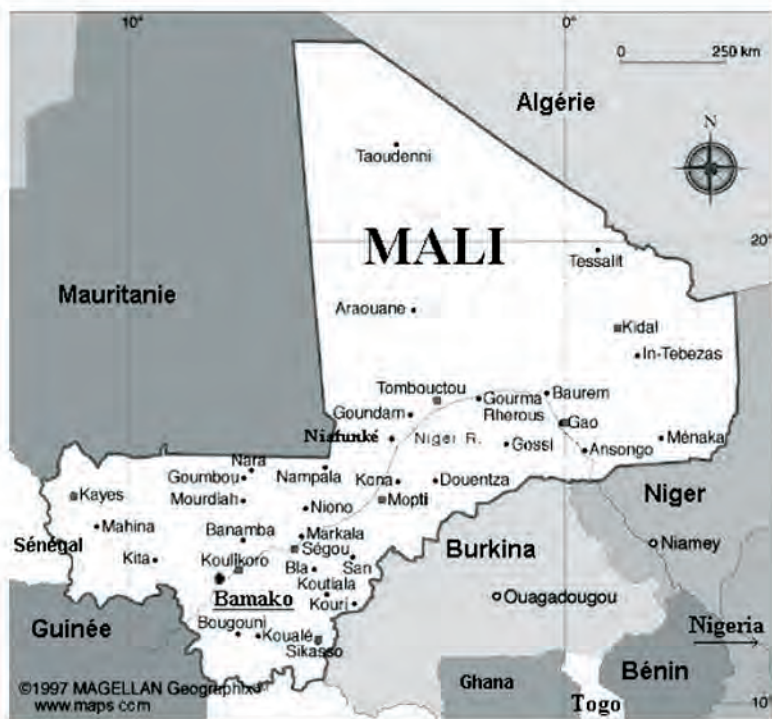 10°
0°
0 250 km
Algérie
N
Taoudenni
MALI
20°
Tessalit
Mauritanie
Araouane
Kidal
In-Tebezas
Tombouctou
Baurem
Gourma
Rherous
Goundam
Gao
Niafunké
Niger R.
Gossi
Ménaka
Ansongo
Nara
Nampala
Goumbou
Kona
Douentza
Kayes
Mourdiah
Niono
Mopti
Niger
Mahina
Banamba
Markala
Sénégal
Ségou
Burkina
Niamey
Kita
Koulikoro
Bla
San
Koutiala
Bamako
Kouri
Ouagadougou
Guinée
Bougouni
Koualé
Sikasso
Nigeria
Bénin
©1997 MAGELLAN Geographix
www.maps.com
Ghana
Togo
10°